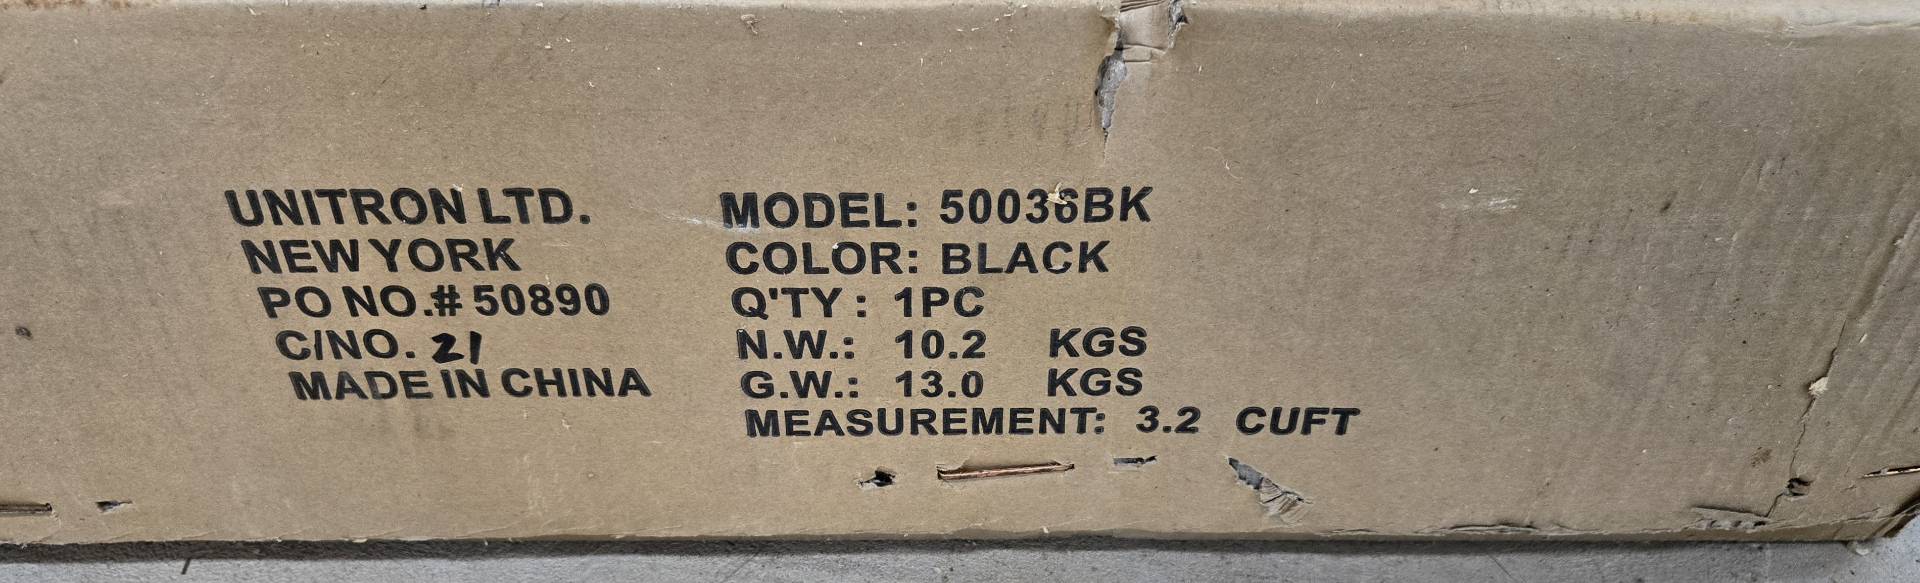 UNITRON LTD.
NEW YORK
PO NO.# 50890
C/NO. 21
MADE IN CHINA
MODEL: 50036BK
COLOR: BLACK
Q'TY : 1PC
N.W.: 10.2 KGS
G.W.: 13.0 KGS
MEASUREMENT: 3.2 CUFT